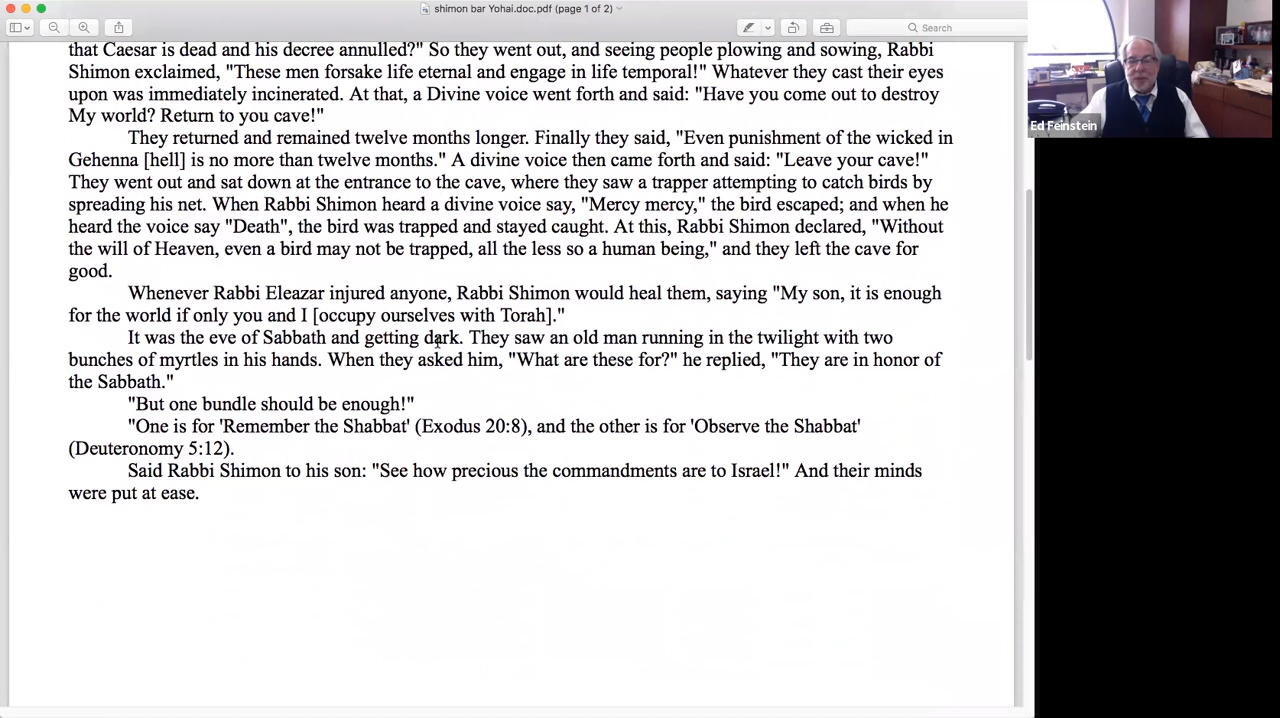 shimon bar Yohai.doc.pdf (page 1 of 2)
Search
that Caesar is dead and his decree annulled?" So they went out, and seeing people plowing and sowing, Rabbi
Shimon exclaimed, "These men forsake life eternal and engage in life temporal!" Whatever they cast their eyes
upon was immediately incinerated. At that, a Divine voice went forth and said: "Have you come out to destroy
My world? Return to you cave!"
They returned and remained twelve months longer. Finally they said, "Even punishment of the wicked in
Gehenna [hell] is no more than twelve months." A divine voice then came forth and said: "Leave your cave!"
They went out and sat down at the entrance to the cave, where they saw a trapper attempting to catch birds by
spreading his net. When Rabbi Shimon heard a divine voice say, "Mercy mercy," the bird escaped; and when he
heard the voice say "Death", the bird was trapped and stayed caught. At this, Rabbi Shimon declared, "Without
the will of Heaven, even a bird may not be trapped, all the less so a human being," and they left the cave for
good.
Whenever Rabbi Eleazar injured anyone, Rabbi Shimon would heal them, saying "My son, it is enough
for the world if only you and I [occupy ourselves with Torah]."
It was the eve of Sabbath and getting dark. They saw an old man running in the twilight with two
bunches of myrtles in his hands. When they asked him, "What are these for?" he replied, "They are in honor of
the Sabbath."
"But one bundle should be enough!"
"One is for 'Remember the Shabbat' (Exodus 20:8), and the other is for 'Observe the Shabbat'
(Deuteronomy 5:12).
Said Rabbi Shimon to his son: "See how precious the commandments are to Israel!" And their minds
were put at ease.
Ed Feinstein